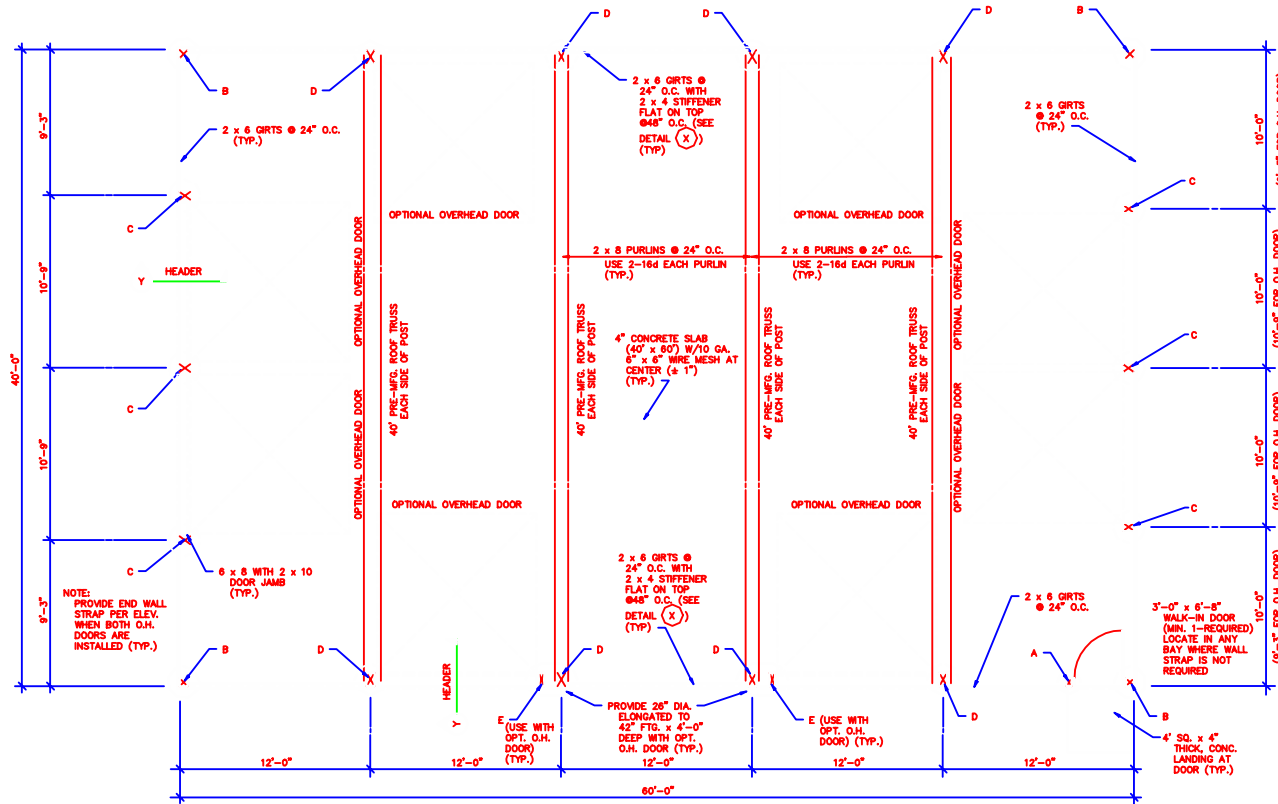 D
D
D
B
B
D
2 x 6 GIRTS @
24" O.C. WITH
2 x 4 STIFFENER
FLAT ON TOP
@48" O.C. (SEE
DETAIL X )
(TYP)
2 x 6 GIRTS
@ 24" O.C.
(TYP.)
2 x 6 GIRTS @ 24" O.C.
(TYP.)
9'-3"
10'-0"
C
C
OPTIONAL OVERHEAD DOOR
OPTIONAL OVERHEAD DOOR
OPTIONAL OVERHEAD DOOR
OPTIONAL OVERHEAD DOOR
2 x 8 PURLINS @ 24" O.C.
USE 2-16d EACH PURLIN
(TYP.)
2 x 8 PURLINS @ 24" O.C.
USE 2-16d EACH PURLIN
(TYP.)
HEADER
Y
10'-9"
10'-0"
(10'-9" FOR O.H. DOOR)
40'-0"
40' PRE-MFG. ROOF TRUSS
EACH SIDE OF POST
40' PRE-MFG. ROOF TRUSS
EACH SIDE OF POST
40' PRE-MFG. ROOF TRUSS
EACH SIDE OF POST
40' PRE-MFG. ROOF TRUSS
EACH SIDE OF POST
4" CONCRETE SLAB
(40' x 60') W/10 GA.
6" x 6" WIRE MESH AT
CENTER (± 1")
(TYP.)
C
C
10'-9"
10'-0"
(10'-9" FOR O.H. DOOR)
OPTIONAL OVERHEAD DOOR
OPTIONAL OVERHEAD DOOR
OPTIONAL OVERHEAD DOOR
OPTIONAL OVERHEAD DOOR
C
C
6 x 8 WITH 2 x 10
DOOR JAMB
(TYP.)
NOTE:
PROVIDE END WALL
STRAP PER ELEV.
WHEN BOTH O.H.
DOORS ARE
INSTALLED (TYP.)
9'-3"
2 x 6 GIRTS @
24" O.C. WITH
2 x 4 STIFFENER
FLAT ON TOP
@48" O.C. (SEE
DETAIL X )
(TYP)
2 x 6 GIRTS
@ 24" O.C.
3'-0" x 6'-8"
WALK-IN DOOR
(MIN. 1-REQUIRED)
LOCATE IN ANY
BAY WHERE WALL
STRAP IS NOT
REQUIRED
10'-0"
(9'-3" FOR O.H. DOOR)
B
D
D
D
A
HEADER
Y
E
(USE WITH
OPT. O.H.
DOOR)
(TYP.)
PROVIDE 26" DIA.
ELONGATED TO
42" FTG. x 4'-0"
DEEP WITH OPT.
O.H. DOOR (TYP.)
E (USE WITH
OPT. O.H.
DOOR) (TYP.)
D
B
4' SQ. x 4"
THICK, CONC.
LANDING AT
DOOR (TYP.)
12'-0"
12'-0"
12'-0"
12'-0"
12'-0"
60'-0"